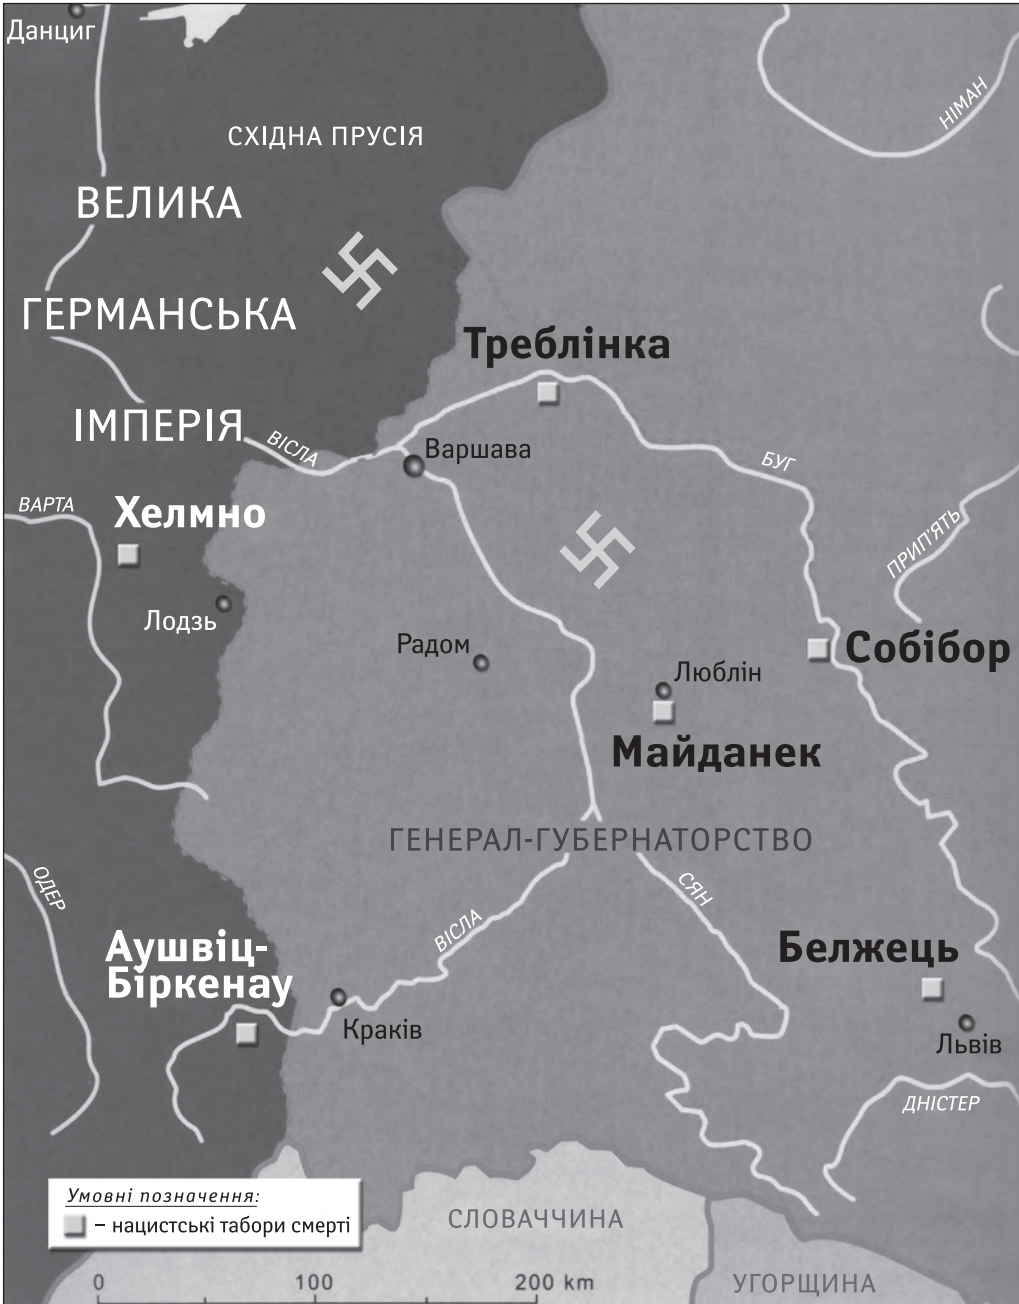 Данциг
СХІДНА ПРУСІЯ
НІМАН
ВЕЛИКА
ГЕРМАНСЬКА
ІМПЕРІЯ
Треблінка
ВІСЛА
Варшава
БУГ
ВАРТА
Хелмно
ПРИП'ЯТЬ
Лодзь
Радом
Люблін
Собібор
Майданек
ГЕНЕРАЛ-ГУБЕРНАТОРСТВО
ОДЕР
СЯН
ВІСЛА
Аушвіц-
Біркенау
Белжець
Краків
Львів
ДНІСТЕР
Умовні позначення:
– нацистські табори смерті
СЛОВАЧЧИНА
УГОРЩИНА
0 100 200 km